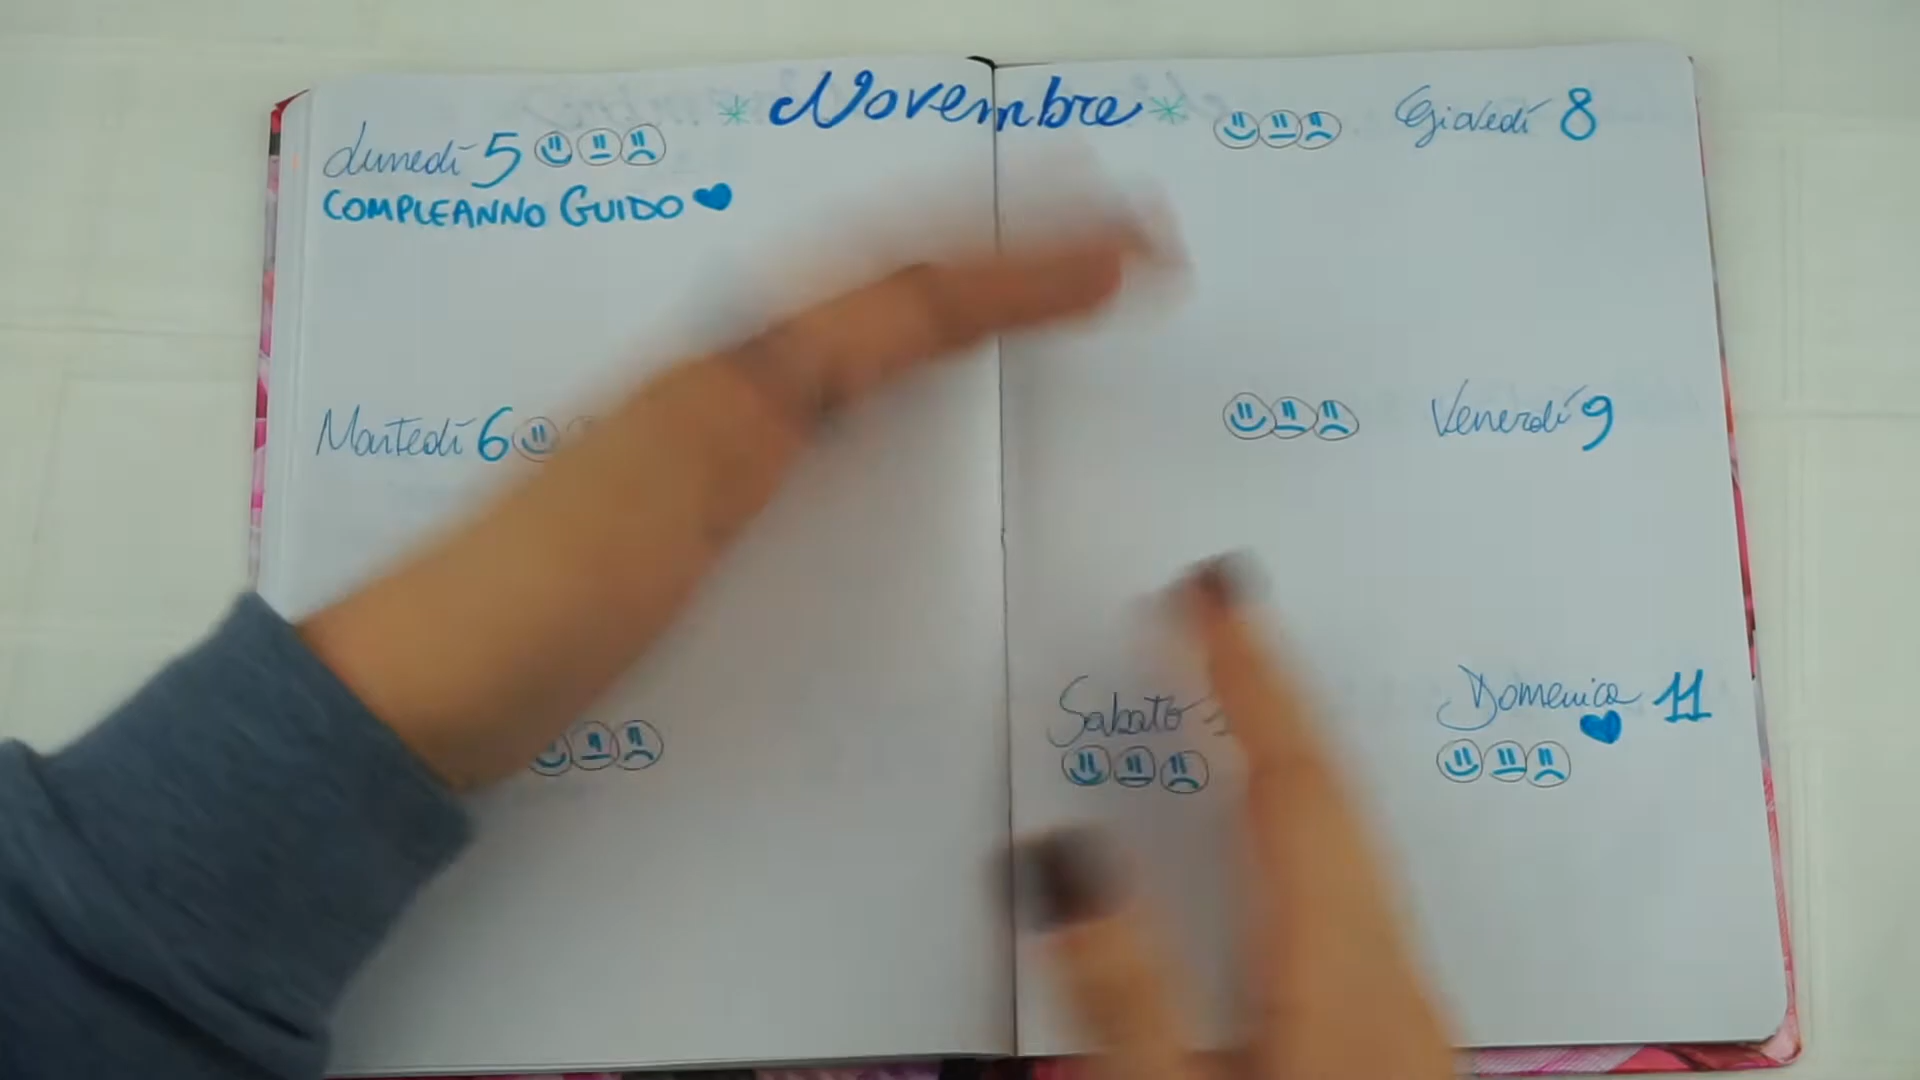 Novembre
Lunedì 5
COMPLEANNO GUIDO
Martedì 6
Giovedì 8
Venerdì 9
Sabato
Domenica 11